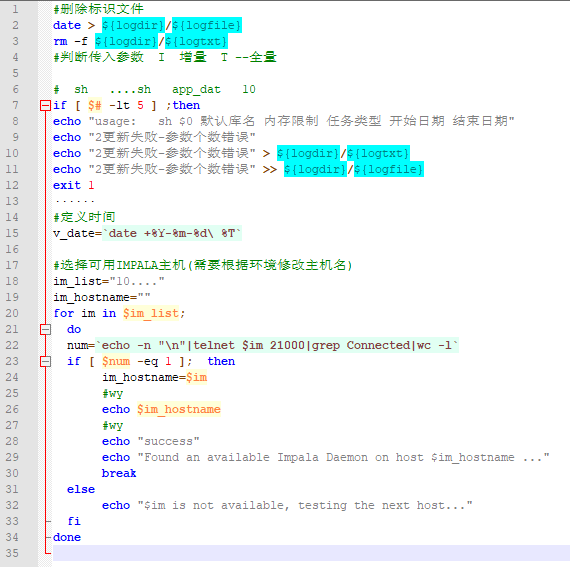 1 #删除标识文件
2 date > ${logdir}/${logfile}
3 rm -f ${logdir}/${logtxt}
4 #判断传入参数 I 增量 T --全量
5
6 # sh ....sh app_dat 10
7 if [ $# -lt 5 ] ;then
8 echo "usage: sh $0 默认库名 内存限制 任务类型 开始日期 结束日期"
9 echo "2更新失败-参数个数错误"
10 echo "2更新失败-参数个数错误" > ${logdir}/${logtxt}
11 echo "2更新失败-参数个数错误" >> ${logdir}/${logfile}
12 exit 1
13 ······
14 #定义时间
15 v_date=`date +%Y-%m-%d\ %T`
16
17 #选择可用IMPALA主机(需要根据环境修改主机名)
18 im_list="10...."
19 im_hostname=""
20 for im in $im_list;
21 do
22 num=`echo -n "\n"|telnet $im 21000|grep Connected|wc -l`
23 if [ $num -eq 1 ]; then
24 im_hostname=$im
25 #wy
26 echo $im_hostname
27 #wy
28 echo "success"
29 echo "Found an available Impala Daemon on host $im_hostname ..."
30 break
31 else
32 echo "$im is not available, testing the next host..."
33 fi
34 done
35